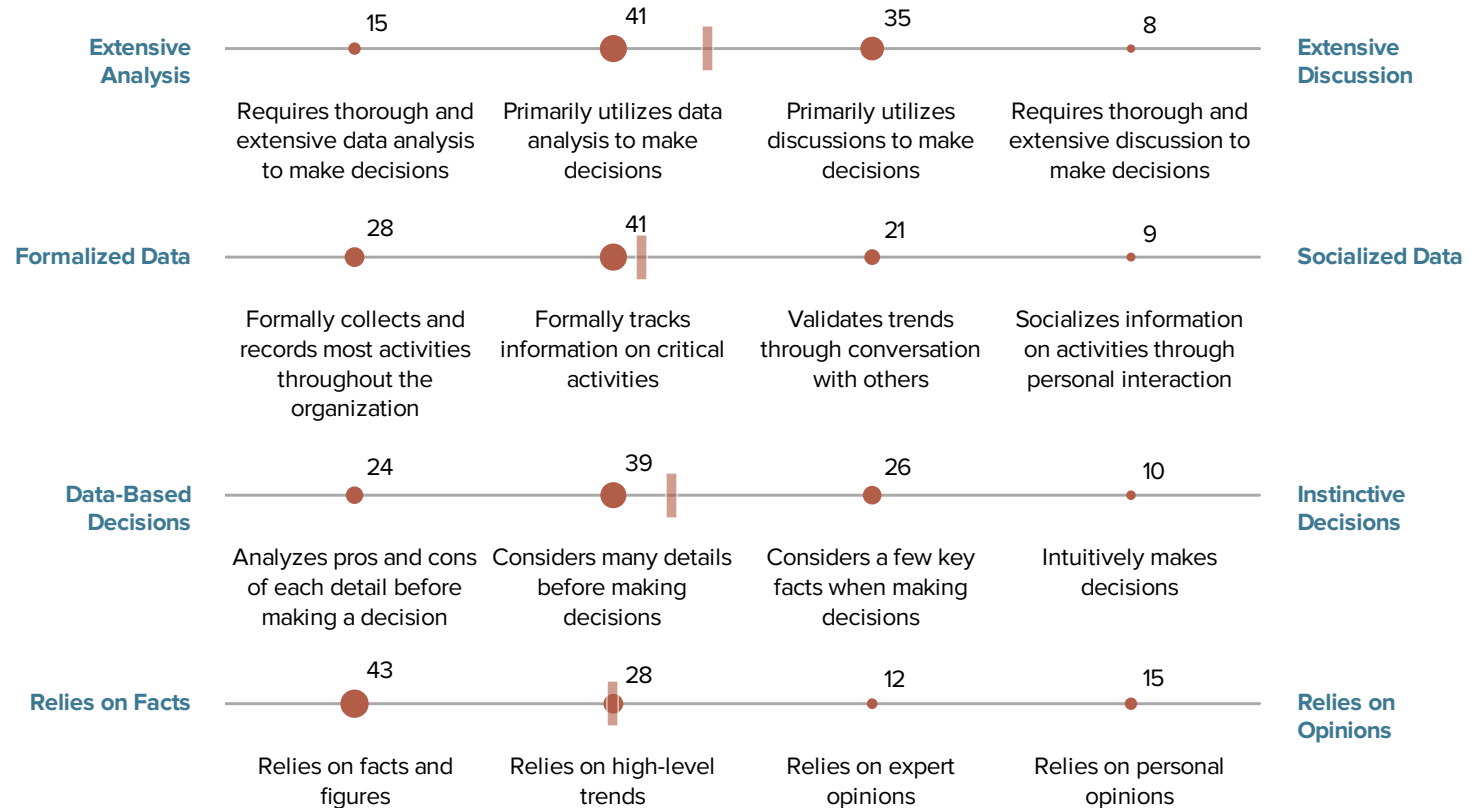 15
41
35
8
Extensive
Analysis
Extensive
Discussion
Requires thorough and
extensive data analysis
to make decisions
Primarily utilizes data
analysis to make
decisions
Primarily utilizes
discussions to make
decisions
Requires thorough and
extensive discussion to
make decisions
28
41
21
9
Formalized Data
Socialized Data
Formally collects and
records most activities
throughout the
organization
Formally tracks
information on critical
activities
Validates trends
through conversation
with others
Socializes information
on activities through
personal interaction
24
39
26
10
Data-Based
Decisions
Instinctive
Decisions
Analyzes pros and cons
of each detail before
making a decision
Considers many details
before making
decisions
Considers a few key
facts when making
decisions
Intuitively makes
decisions
43
28
12
15
Relies on Facts
Relies on
Opinions
Relies on facts and
figures
Relies on high-level
trends
Relies on expert
opinions
Relies on personal
opinions